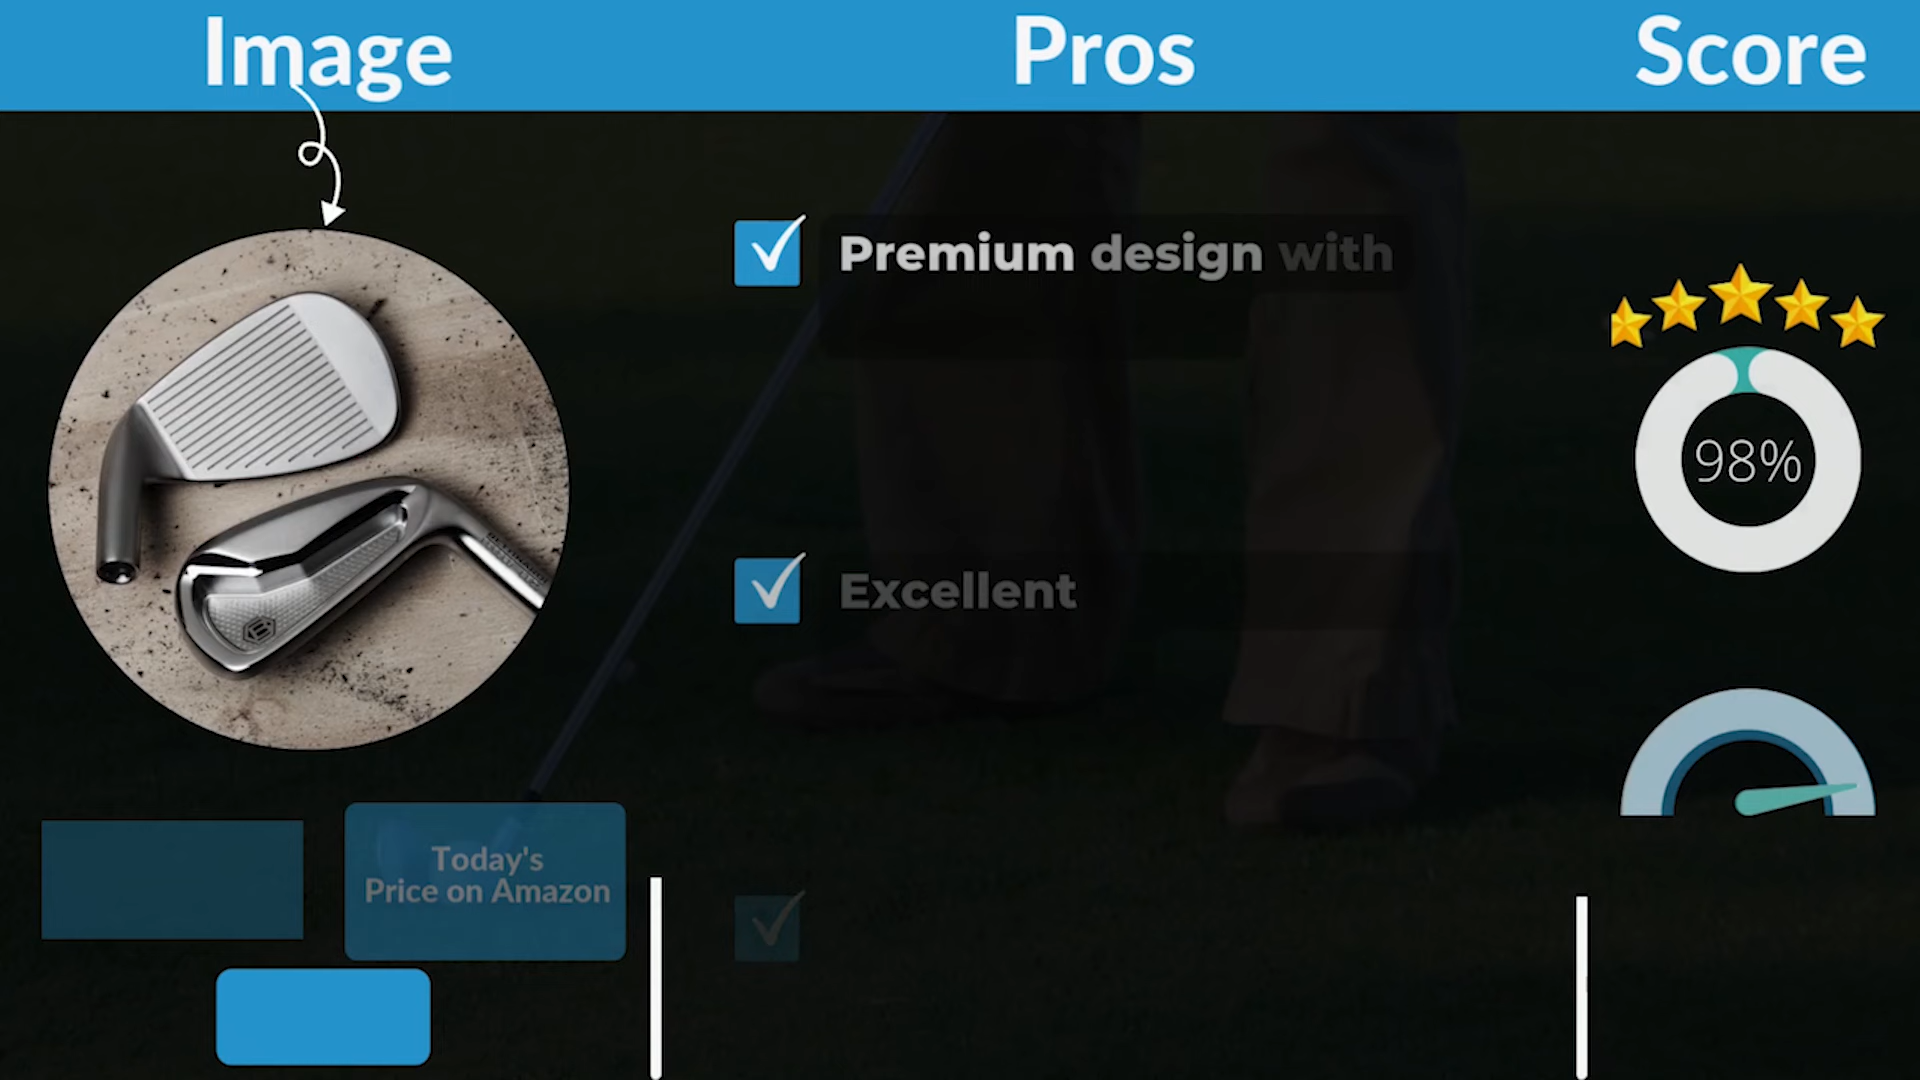 Image
Pros
Score
Premium design with
98%
Excellent
Today's
Price on Amazon